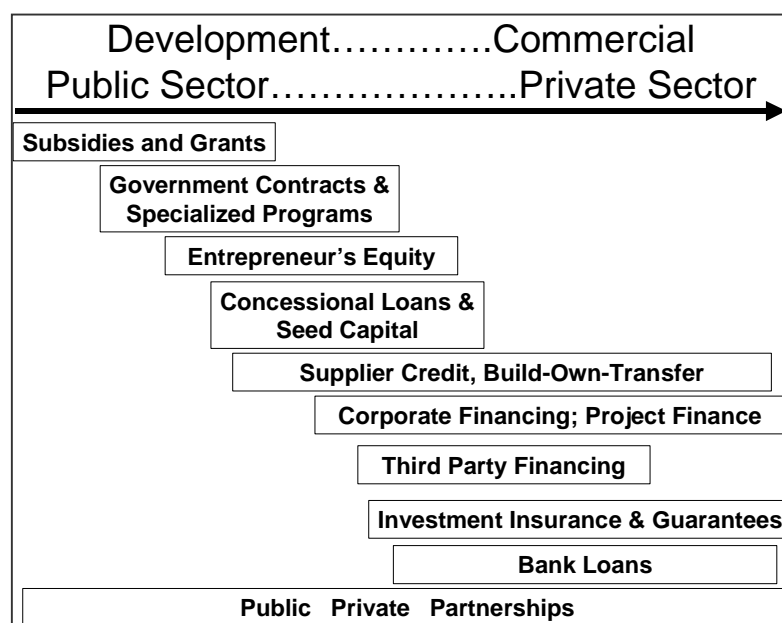 Development.............Commercial
Public Sector......................Private Sector
Subsidies and Grants
Government Contracts &
Specialized Programs
Entrepreneur’s Equity
Concessional Loans &
Seed Capital
Supplier Credit, Build-Own-Transfer
Corporate Financing; Project Finance
Third Party Financing
Investment Insurance & Guarantees
Bank Loans
Public Private Partnerships